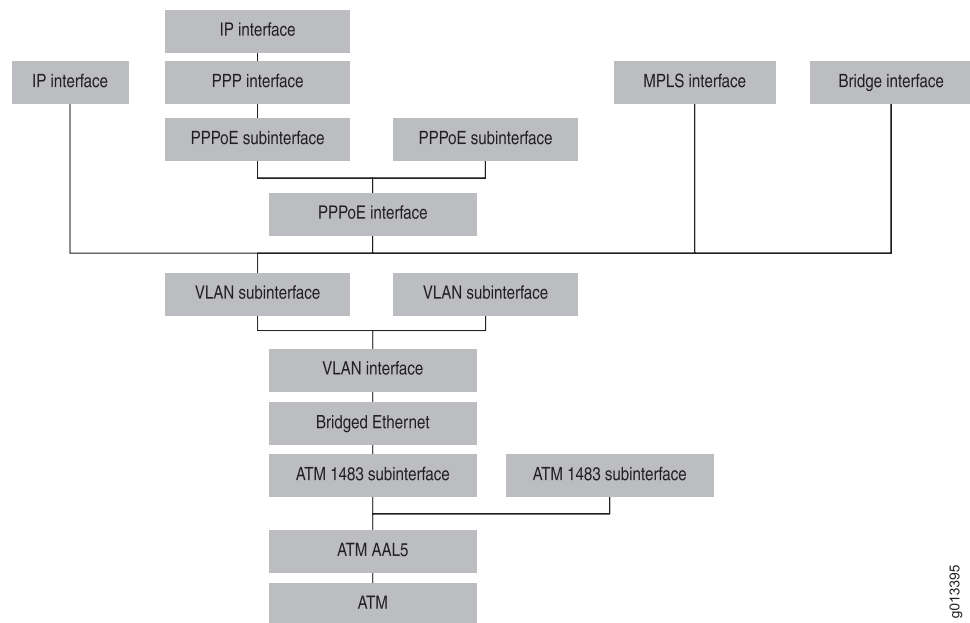 IP interface
IP interface
PPP interface
MPLS interface
Bridge interface
PPPoE subinterface
PPPoE subinterface
PPPoE interface
VLAN subinterface
VLAN subinterface
VLAN interface
Bridged Ethernet
ATM 1483 subinterface
ATM 1483 subinterface
ATM AAL5
ATM
g013395